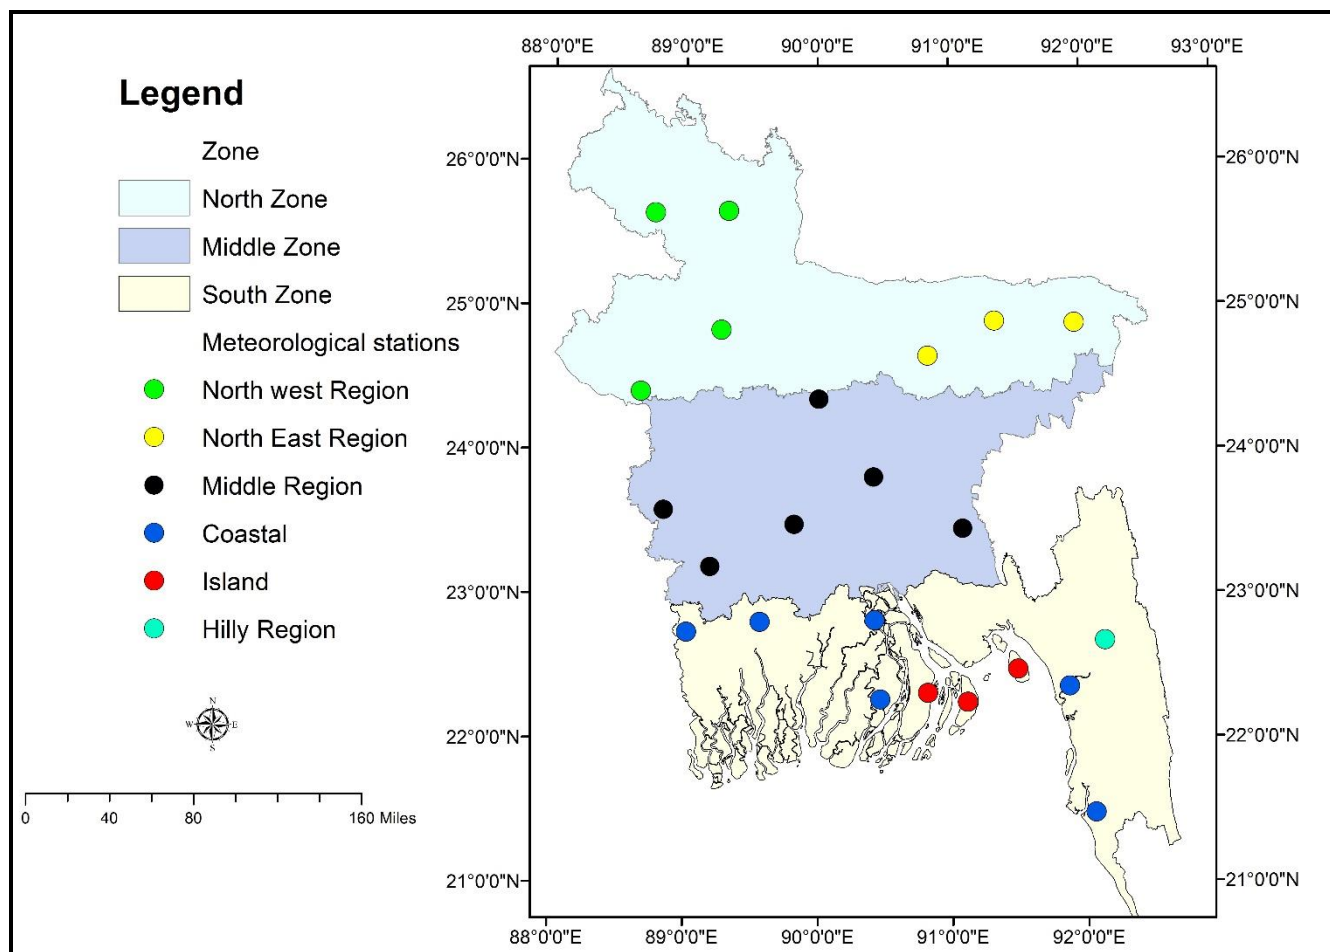 88°0'0"E 89°0'0"E 90°0'0"E 91°0'0"E 92°0'0"E 93°0'0"E
Legend
Zone
North Zone
Middle Zone
South Zone
Meteorological stations
North west Region
North East Region
Middle Region
Coastal
Island
Hilly Region
N
W E
S
0 40 80 160 Miles
26°0'0"N 26°0'0"N
25°0'0"N 25°0'0"N
24°0'0"N 24°0'0"N
23°0'0"N 23°0'0"N
22°0'0"N 22°0'0"N
21°0'0"N 21°0'0"N
88°0'0"E 89°0'0"E 90°0'0"E 91°0'0"E 92°0'0"E